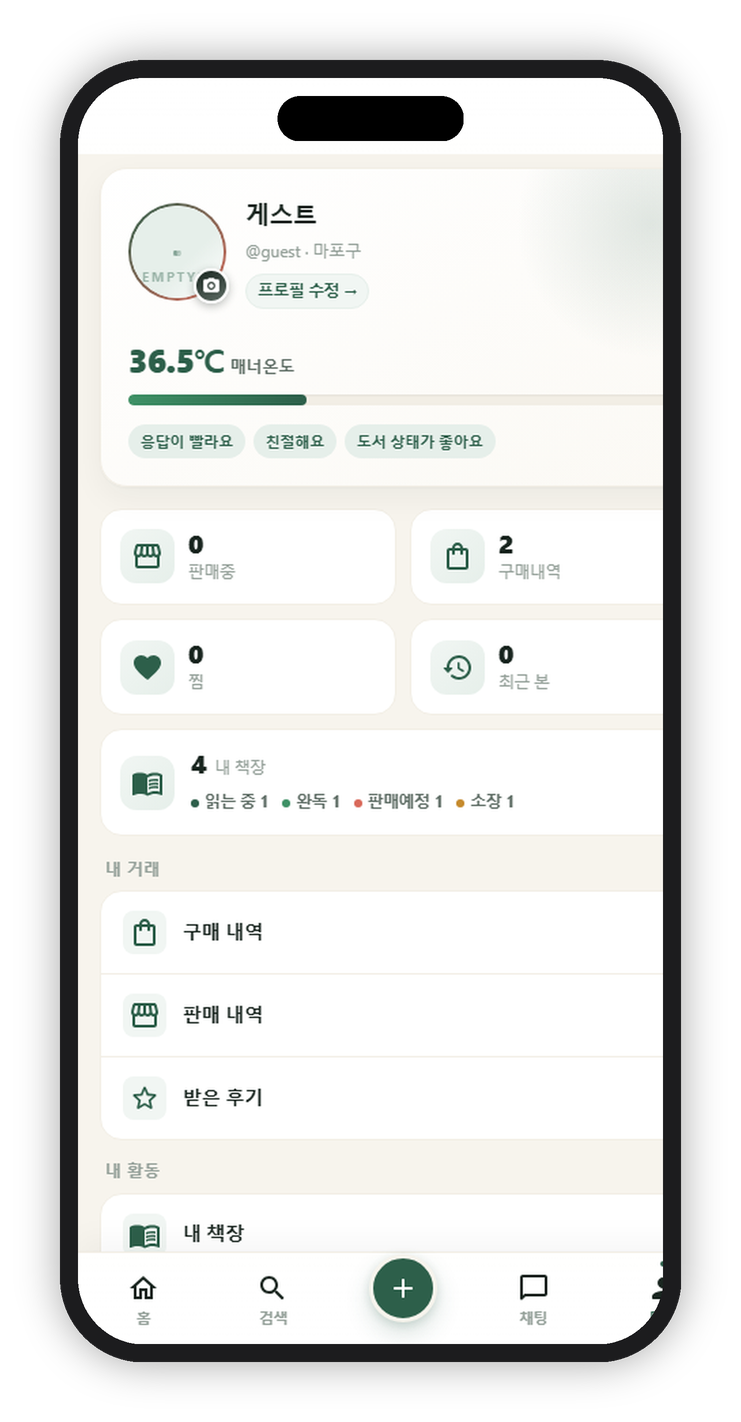 게스트
@guest · 마포구
EMPTY
프로필 수정 →
36.5℃ 매너온도
응답이 빨라요 친절해요 도서 상태가 좋아요
0
판매중
2
구매내역
0
찜
0
최근 본
4 내 책장
읽는 중 1 완독 1 판매예정 1 소장 1
내 거래
구매 내역
판매 내역
받은 후기
내 활동
내 책장
홈 검색 채팅